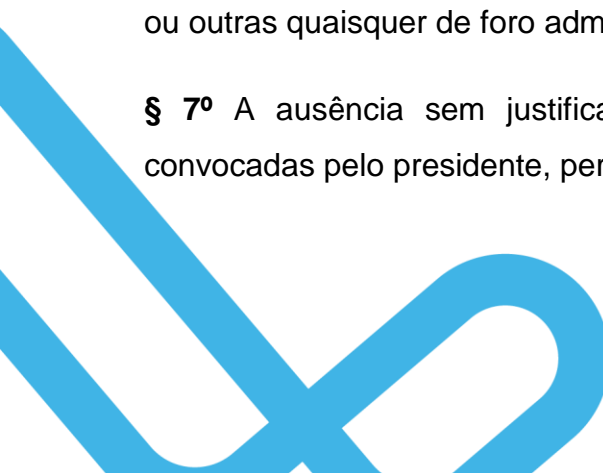 ou outras quaisquer de foro adm
§ 7º A ausência sem justifica
convocadas pelo presidente, per